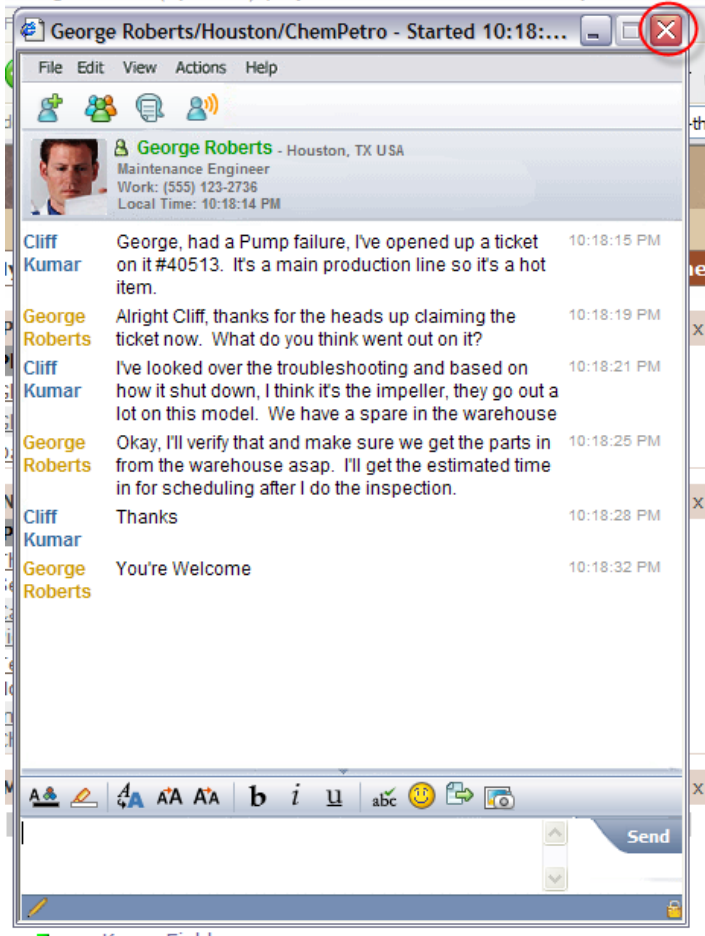 George Roberts/Houston/ChemPetro - Started 10:18:...
File Edit View Actions Help
George Roberts - Houston, TX USA
Maintenance Engineer
Work: (555) 123-2736
Local Time: 10:18:14 PM
Cliff George, had a Pump failure, I've opened up a ticket 10:18:15 PM
Kumar on it #40513. It's a main production line so it's a hot
item.
George Alright Cliff, thanks for the heads up claiming the 10:18:19 PM
Roberts ticket now. What do you think went out on it?
Cliff I've looked over the troubleshooting and based on 10:18:21 PM
Kumar how it shut down, I think it's the impeller, they go out a
lot on this model. We have a spare in the warehouse
George Okay, I'll verify that and make sure we get the parts in 10:18:25 PM
Roberts from the warehouse asap. I'll get the estimated time
in for scheduling after I do the inspection.
Cliff Thanks 10:18:28 PM
Kumar
George You're Welcome 10:18:32 PM
Roberts
b i u abc
Send